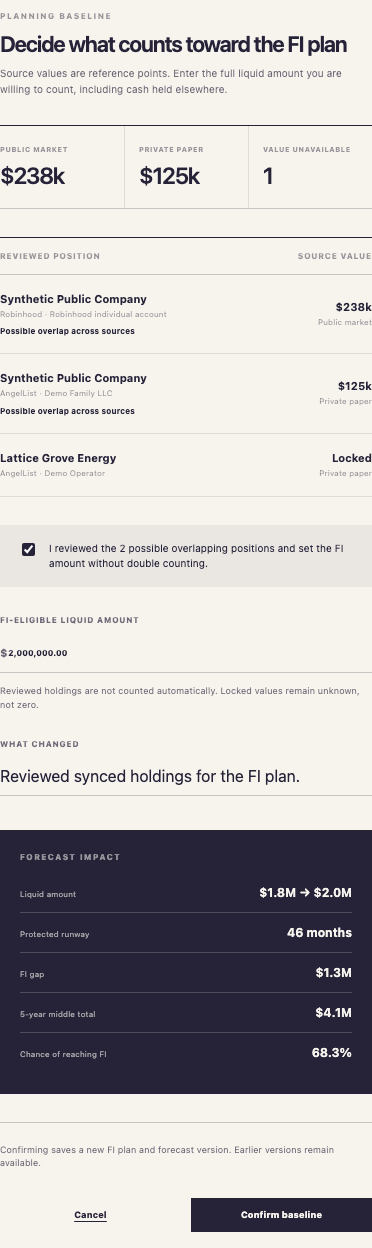 PLANNING BASELINE
Decide what counts toward the FI plan
Source values are reference points. Enter the full liquid amount you are
willing to count, including cash held elsewhere.
PUBLIC MARKET
$238k
PRIVATE PAPER
$125k
VALUE UNAVAILABLE
1
REVIEWED POSITION SOURCE VALUE
Synthetic Public Company
Robinhood · Robinhood individual account
Possible overlap across sources
$238k
Public market
Synthetic Public Company
AngelList · Demo Family LLC
Possible overlap across sources
$125k
Private paper
Lattice Grove Energy
AngelList · Demo Operator
Locked
Private paper
I reviewed the 2 possible overlapping positions and set the FI
amount without double counting.
FI-ELIGIBLE LIQUID AMOUNT
$2,000,000.00
Reviewed holdings are not counted automatically. Locked values remain unknown,
not zero.
WHAT CHANGED
Reviewed synced holdings for the FI plan.
FORECAST IMPACT
Liquid amount $1.8M → $2.0M
Protected runway 46 months
FI gap $1.3M
5-year middle total $4.1M
Chance of reaching FI 68.3%
Confirming saves a new FI plan and forecast version. Earlier versions remain
available.
Cancel Confirm baseline